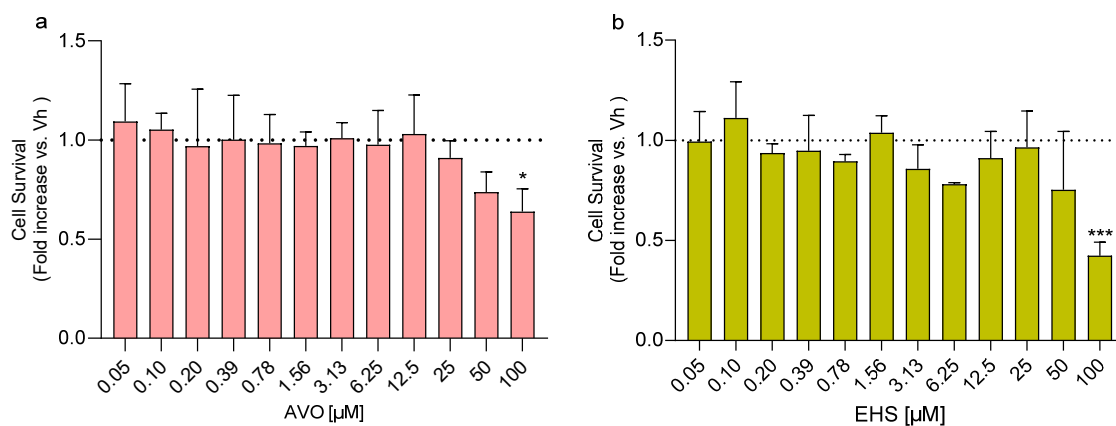 a
1.5
1.0
0.5
0.0
Cell Survival
(Fold increase vs. Vh )
*
0.05 0.10 0.20 0.39 0.78 1.56 3.13 6.25 12.5 25 50 100
AVO [µM]
b
1.5
1.0
0.5
0.0
Cell Survival
(Fold increase vs. Vh )
***
0.05 0.10 0.20 0.39 0.78 1.56 3.13 6.25 12.5 25 50 100
EHS [µM]